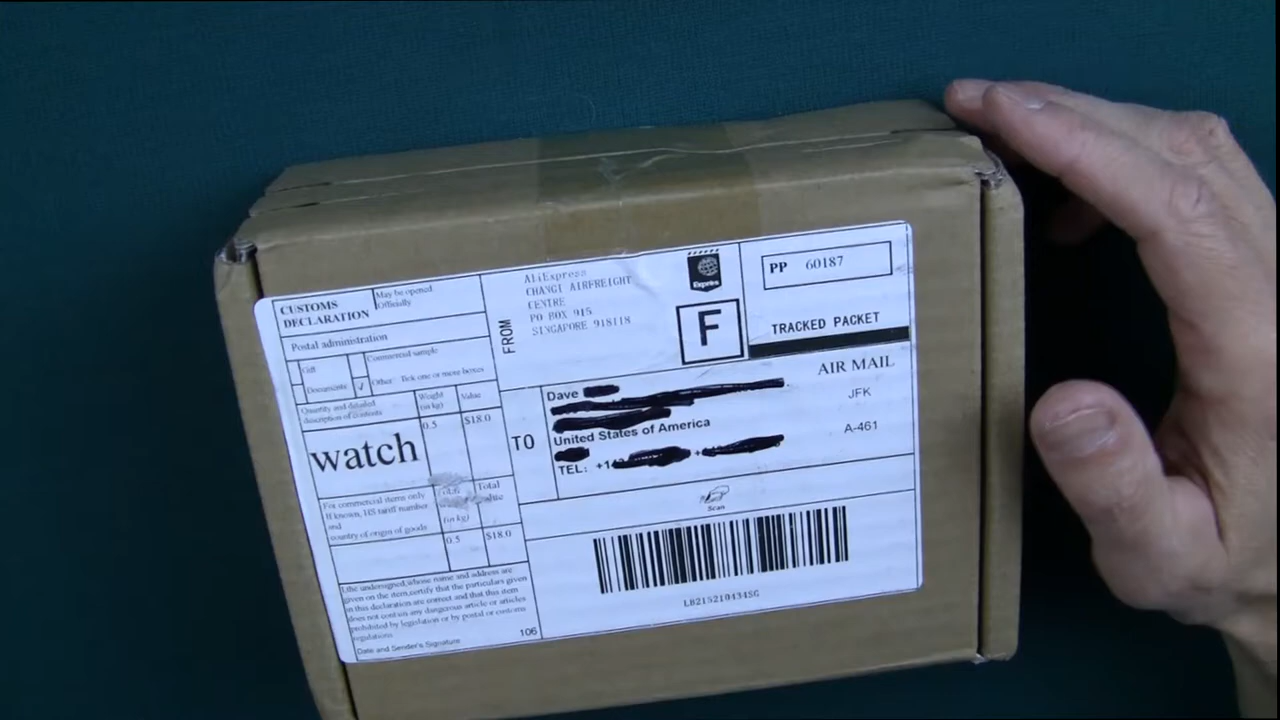 CUSTOMS
DECLARATION
May be opened
Officially
Postal administration
Gift
Commercial sample
Documents
✓
Other: Tick one or more boxes
Quantity and detailed
description of contents
Weight
(in kg)
Value
watch
0.5
$18.0
For commercial items only
If known, HS tariff number
and
country of origin of goods
(in kg)
Total
0.5
$18.0
I,the undersigned,whose name and address are
given on the item,certify that the particulars given
in this declaration are correct and that this item
does not contain any dangerous article or articles
prohibited by legislation or by postal or customs
regulations
Date and Sender's Signature
106
FROM
AliExpress
CHANGI AIRFREIGHT
CENTRE
PO BOX 915
SINGAPORE 918118
Express
F
PP 60187
TRACKED PACKET
TO
Dave
United States of America
TEL: +1
AIR MAIL
JFK
A-461
Scan
LB215210434SG